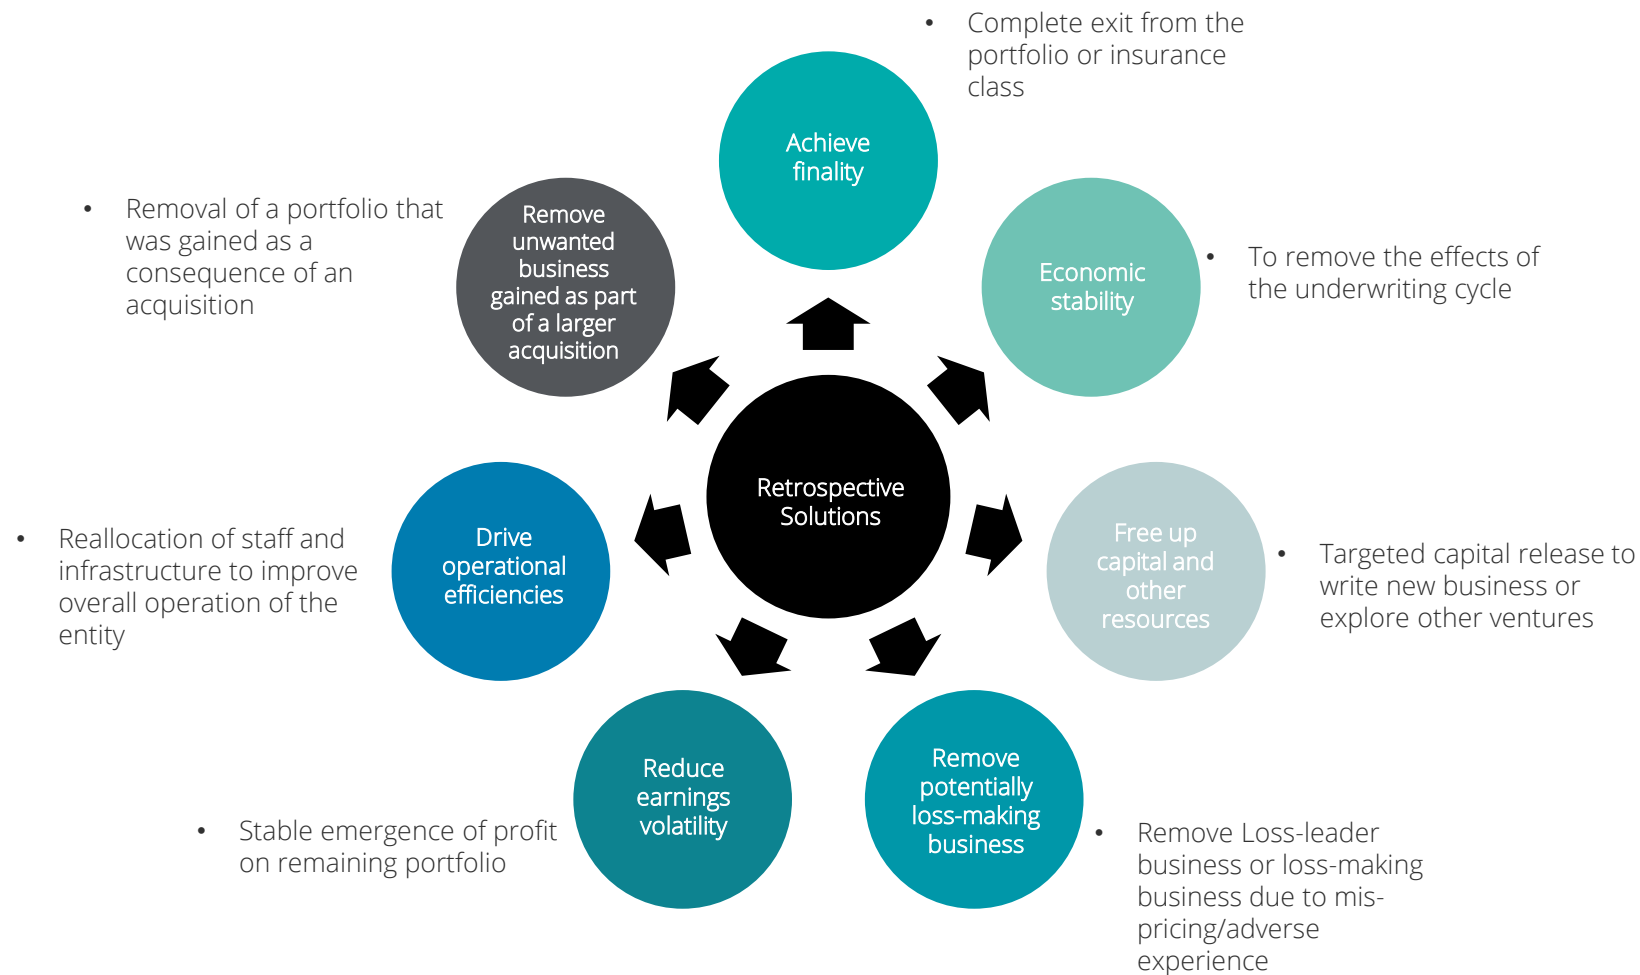 • Complete exit from the
portfolio or insurance
class
Achieve
finality
Economic
stability
• To remove the effects of
the underwriting cycle
Free up
capital and
other
resources
• Targeted capital release to
write new business or
explore other ventures
Remove
potentially
loss-making
business
• Remove Loss-leader
business or loss-making
business due to mis-
pricing/adverse
experience
Reduce
earnings
volatility
• Stable emergence of profit
on remaining portfolio
Drive
operational
efficiencies
• Reallocation of staff and
infrastructure to improve
overall operation of the
entity
Remove
unwanted
business
gained as part
of a larger
acquisition
• Removal of a portfolio that
was gained as a
consequence of an
acquisition
Retrospective
Solutions